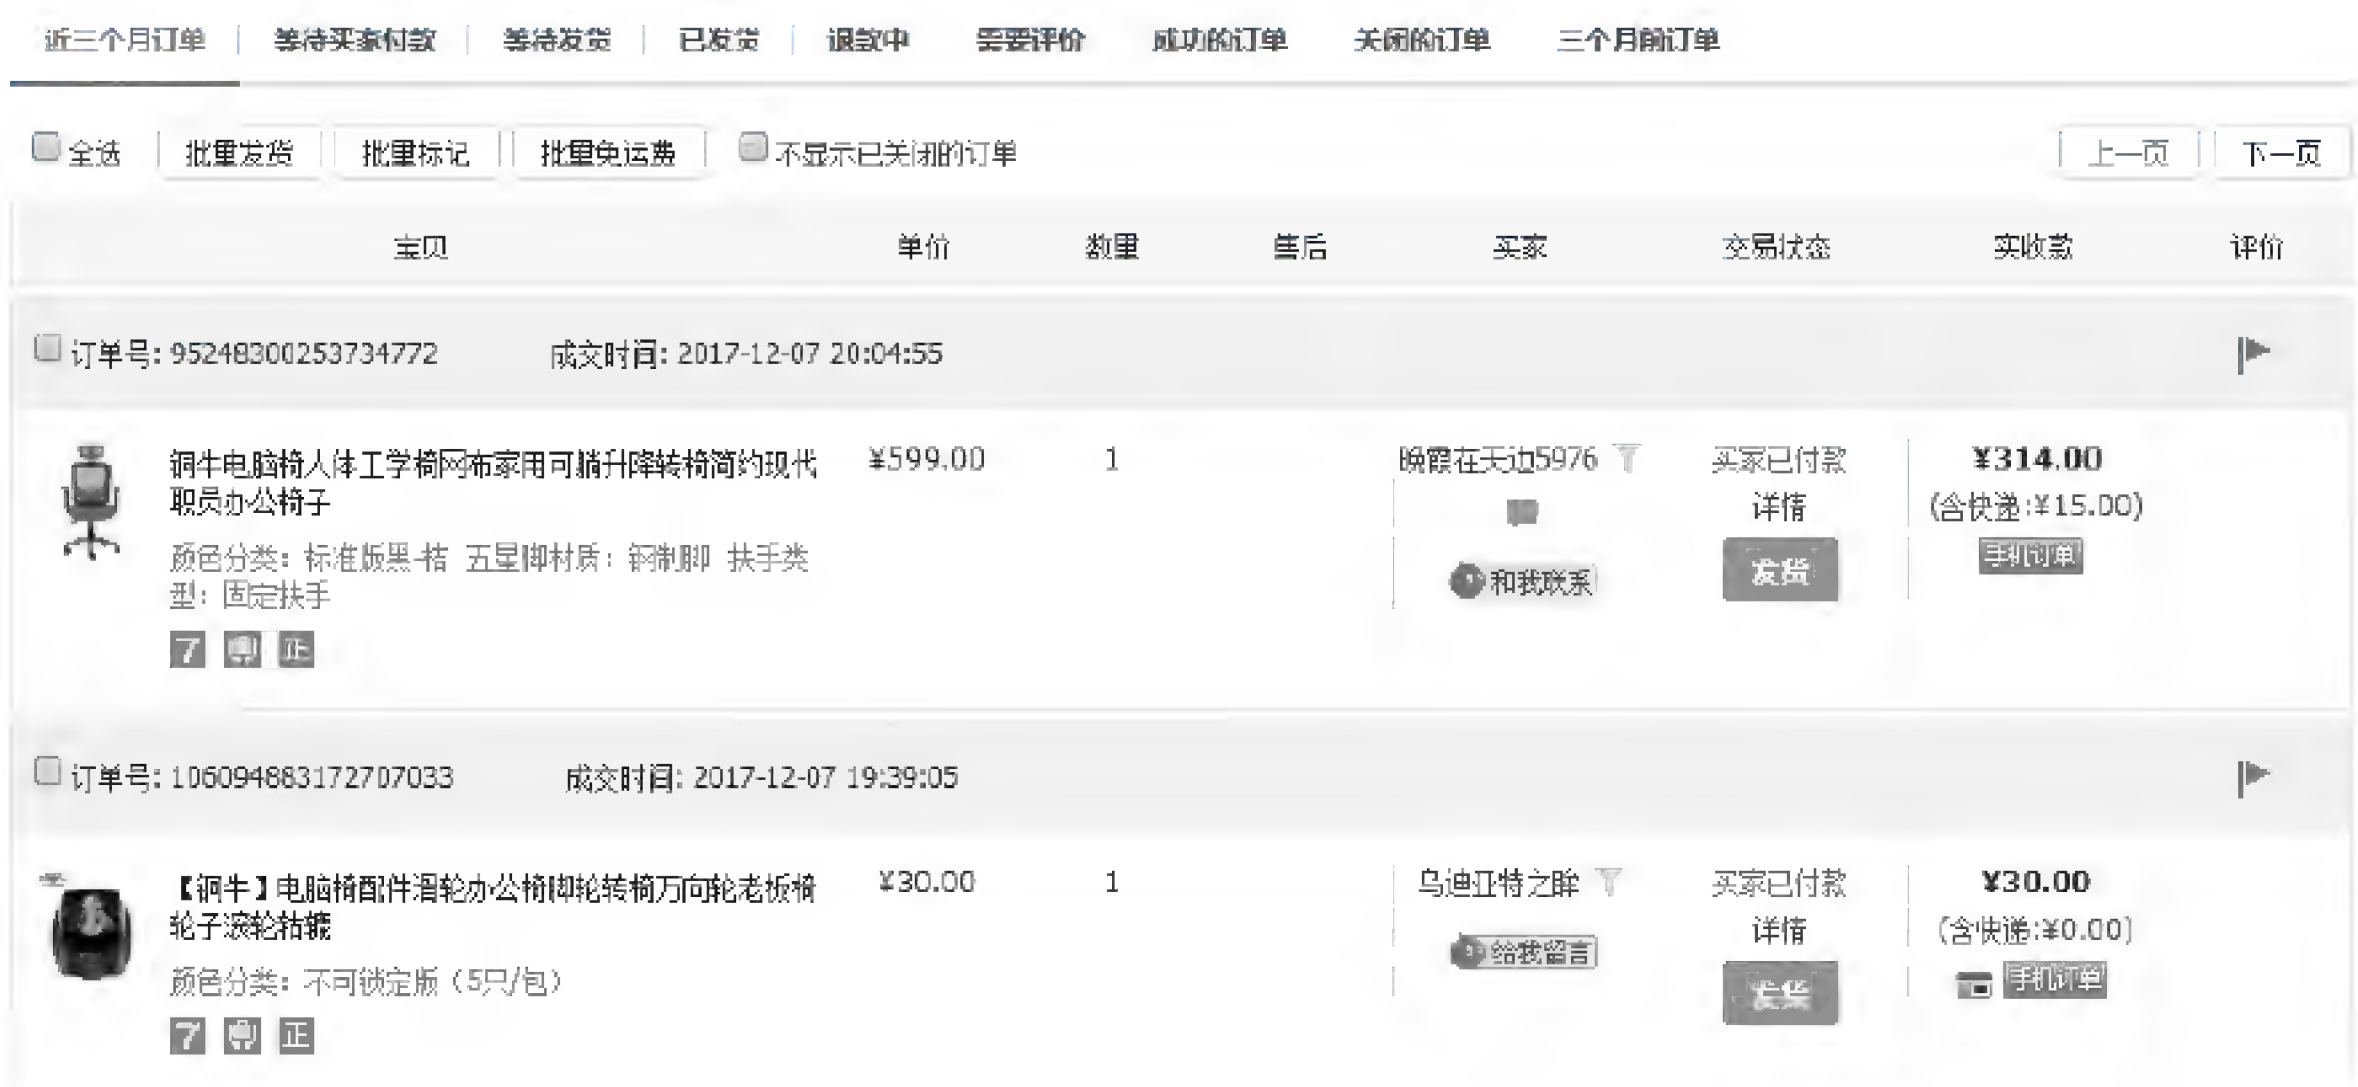 近三个月订单 等待买家付款 等待发货 已发货 退款中 需要评价 成功的订单 关闭的订单 三个月前订单
全选 批量发货 批量标记 批量免运费 不显示已关闭的订单 上一页 下一页
宝贝 单价 数量 售后 买家 交易状态 实收款 评价
订单号: 95248300253734772 成交时间: 2017-12-07 20:04:55
铜牛电脑椅人体工学椅网布家用可躺升降转椅简约现代 ¥599.00 1 晚霞在天边5976 买家已付款 ¥314.00
职员办公椅子 详情 (含快递:¥15.00)
颜色分类：标准版黑-桔 五星脚材质：钢制脚 扶手类 和我联系 发货 手机订单
型：固定扶手
7 正
订单号: 106094883172707033 成交时间: 2017-12-07 19:39:05
【铜牛】电脑椅配件滑轮办公椅脚轮转椅万向轮老板椅 ¥30.00 1 乌迪亚特之眸 买家已付款 ¥30.00
轮子滚轮轱辘 给我留言 详情 (含快递:¥0.00)
颜色分类：不可锁定版（5只/包） 发货 手机订单
7 正